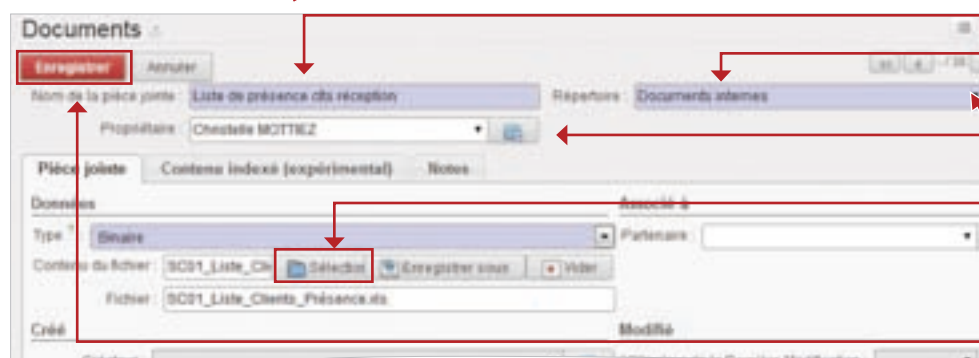 Documents
Enregistrer Annuler
Nom de la pièce jointe : Liste de présence clts réception Répertoire : Documents internes
Propriétaire : Christelle MOTTIEZ
Pièce jointe Contenu indexé (expérimental) Notes
Données Associé à
Type ? : Binaire Partenaire :
Contenu du fichier : SC01_Liste_Clie Sélection Enregistrer sous Vider
Fichier : SC01_Liste_Clients_Présence.xls
Créé Modifié